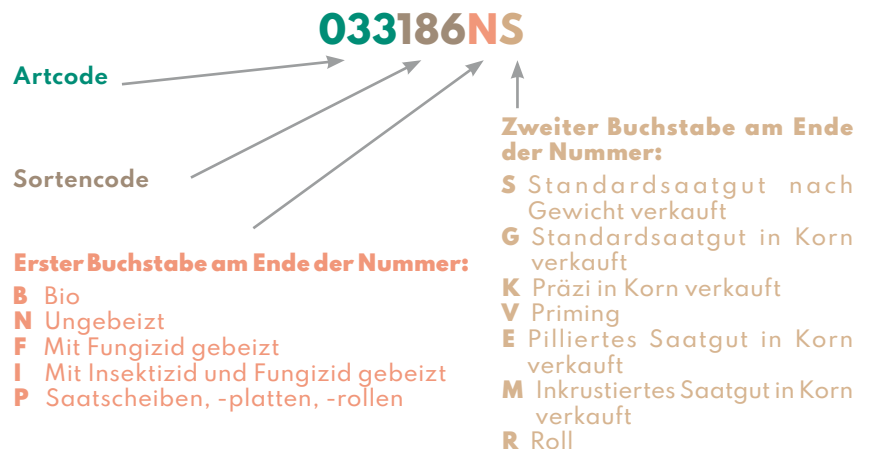 033186NS
Artcode
Sortencode
Erster Buchstabe am Ende der Nummer:
B Bio
N Ungebeizt
F Mit Fungizid gebeizt
I Mit Insektizid und Fungizid gebeizt
P Saatscheiben, -platten, -rollen
Zweiter Buchstabe am Ende
der Nummer:
S Standardsaatgut nach
Gewicht verkauft
G Standardsaatgut in Korn
verkauft
K Präzi in Korn verkauft
V Priming
E Pilliertes Saatgut in Korn
verkauft
M Inkrustiertes Saatgut in Korn
verkauft
R Roll